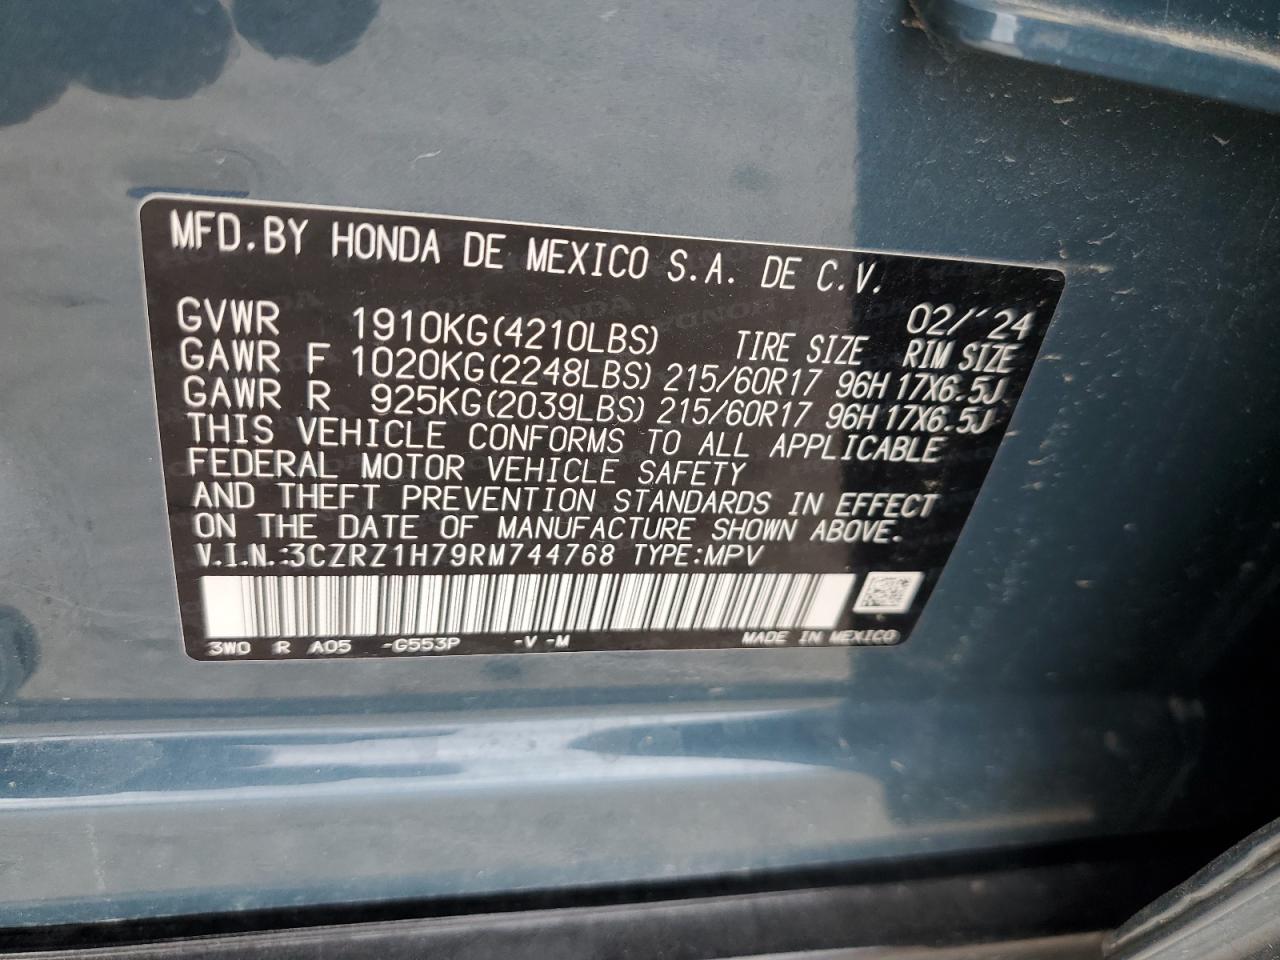 MFD.BY HONDA DE MEXICO S.A. DE C.V.
02/'24
GVWR 1910KG(4210LBS) TIRE SIZE RIM SIZE
GAWR F 1020KG(2248LBS) 215/60R17 96H 17X6.5J
GAWR R 925KG(2039LBS) 215/60R17 96H 17X6.5J
THIS VEHICLE CONFORMS TO ALL APPLICABLE
FEDERAL MOTOR VEHICLE SAFETY
AND THEFT PREVENTION STANDARDS IN EFFECT
ON THE DATE OF MANUFACTURE SHOWN ABOVE.
V.I.N.:3CZRZ1H79RM744768 TYPE:MPV
3W0 R A05 -G553P -V -M MADE IN MEXICO